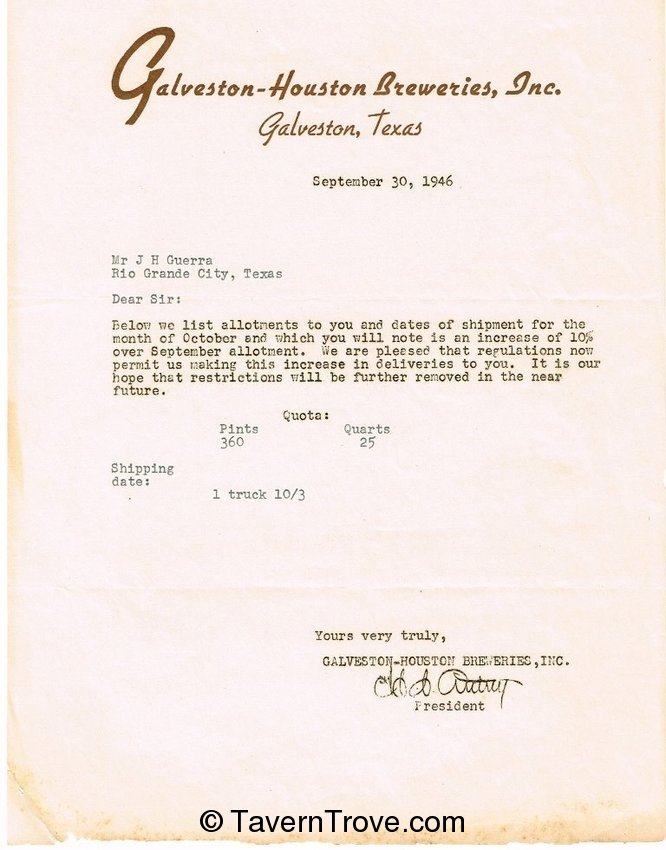 Galveston-Houston Breweries, Inc.
Galveston, Texas
September 30, 1946
Mr J H Guerra
Rio Grande City, Texas
Dear Sir:
Below we list allotments to you and dates of shipment for the
month of October and which you will note is an increase of 10%
over September allotment. We are pleased that regulations now
permit us making this increase in deliveries to you. It is our
hope that restrictions will be further removed in the near
future.
Quota:
Pints Quarts
360 25
Shipping
date:
1 truck 10/3
Yours very truly,
GALVESTON-HOUSTON BREWERIES,INC.
Autrey
President
© TavernTrove.com